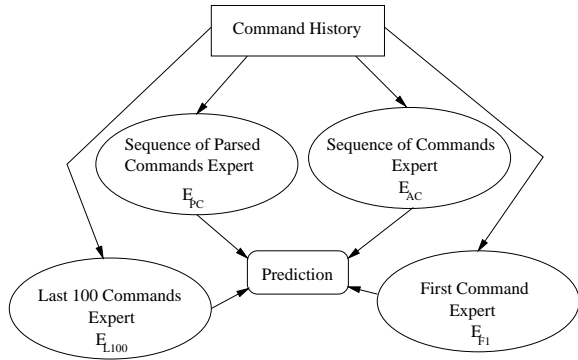 Command History
Sequence of Parsed
Commands Expert
E_PC
Sequence of Commands
Expert
E_AC
Prediction
Last 100 Commands
Expert
E_L100
First Command
Expert
E_F1